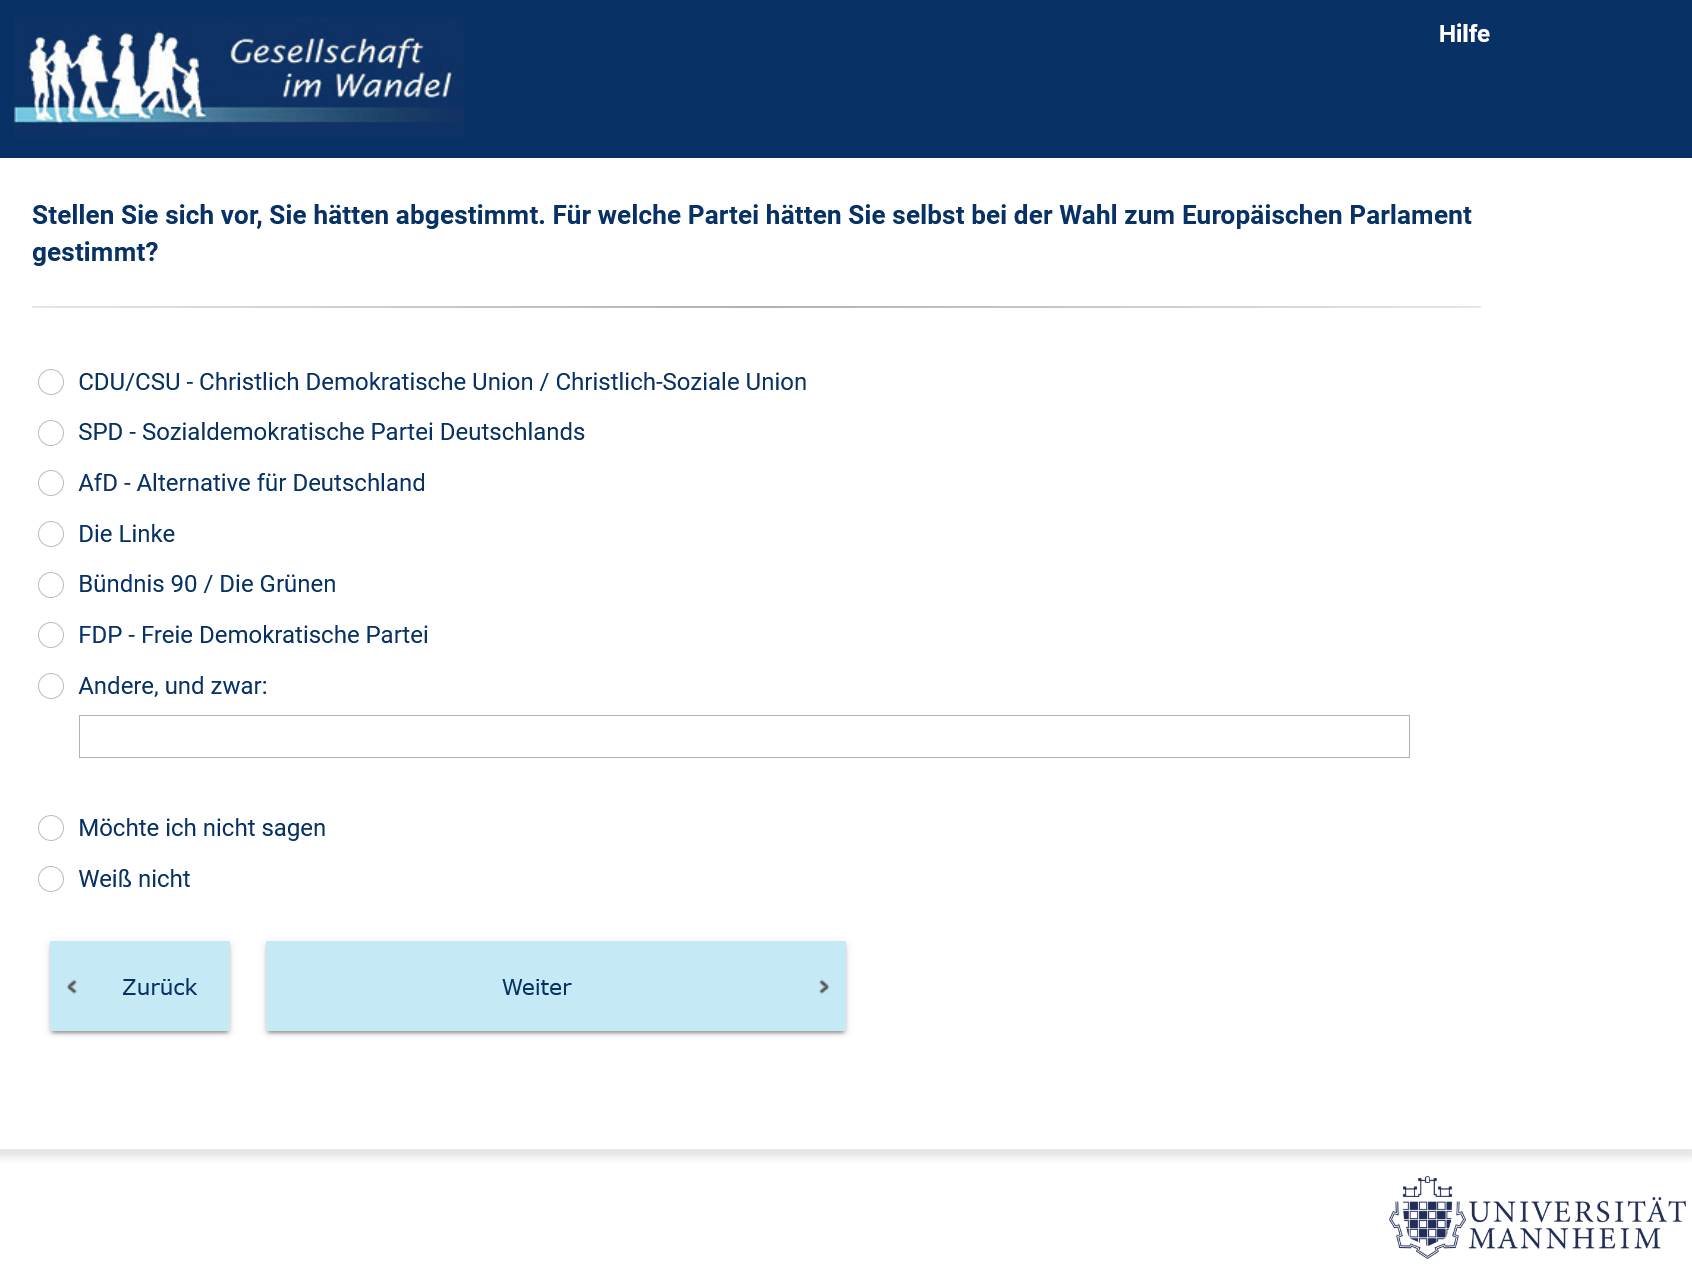 Gesellschaft
im Wandel
Hilfe
Stellen Sie sich vor, Sie hätten abgestimmt. Für welche Partei hätten Sie selbst bei der Wahl zum Europäischen Parlament
gestimmt?
CDU/CSU - Christlich Demokratische Union / Christlich-Soziale Union
SPD - Sozialdemokratische Partei Deutschlands
AfD - Alternative für Deutschland
Die Linke
Bündnis 90 / Die Grünen
FDP - Freie Demokratische Partei
Andere, und zwar:
Möchte ich nicht sagen
Weiß nicht
Zurück
Weiter
UNIVERSITÄT
MANNHEIM